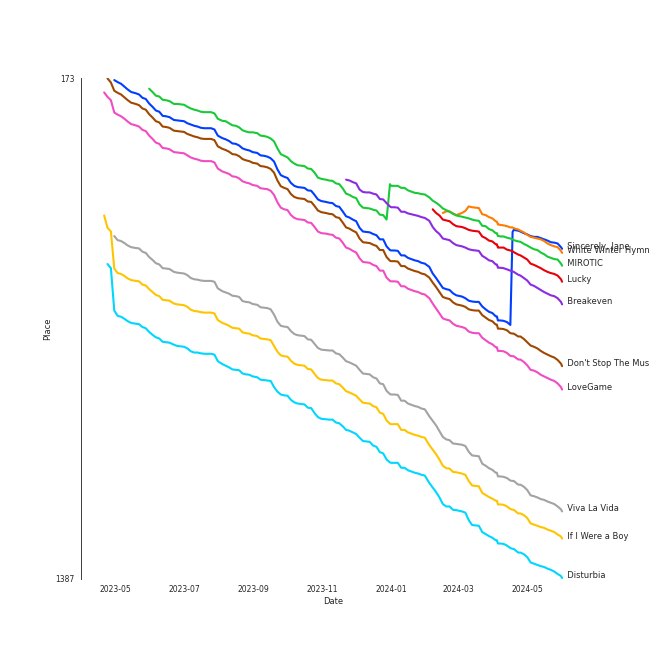 173
Place
1387
Sincerely, Jane
White Winter Hymn
MIROTIC
Lucky
Breakeven
Don't Stop The Mus
LoveGame
Viva La Vida
If I Were a Boy
Disturbia
2023-05 2023-07 2023-09 2023-11 2024-01 2024-03 2024-05
Date